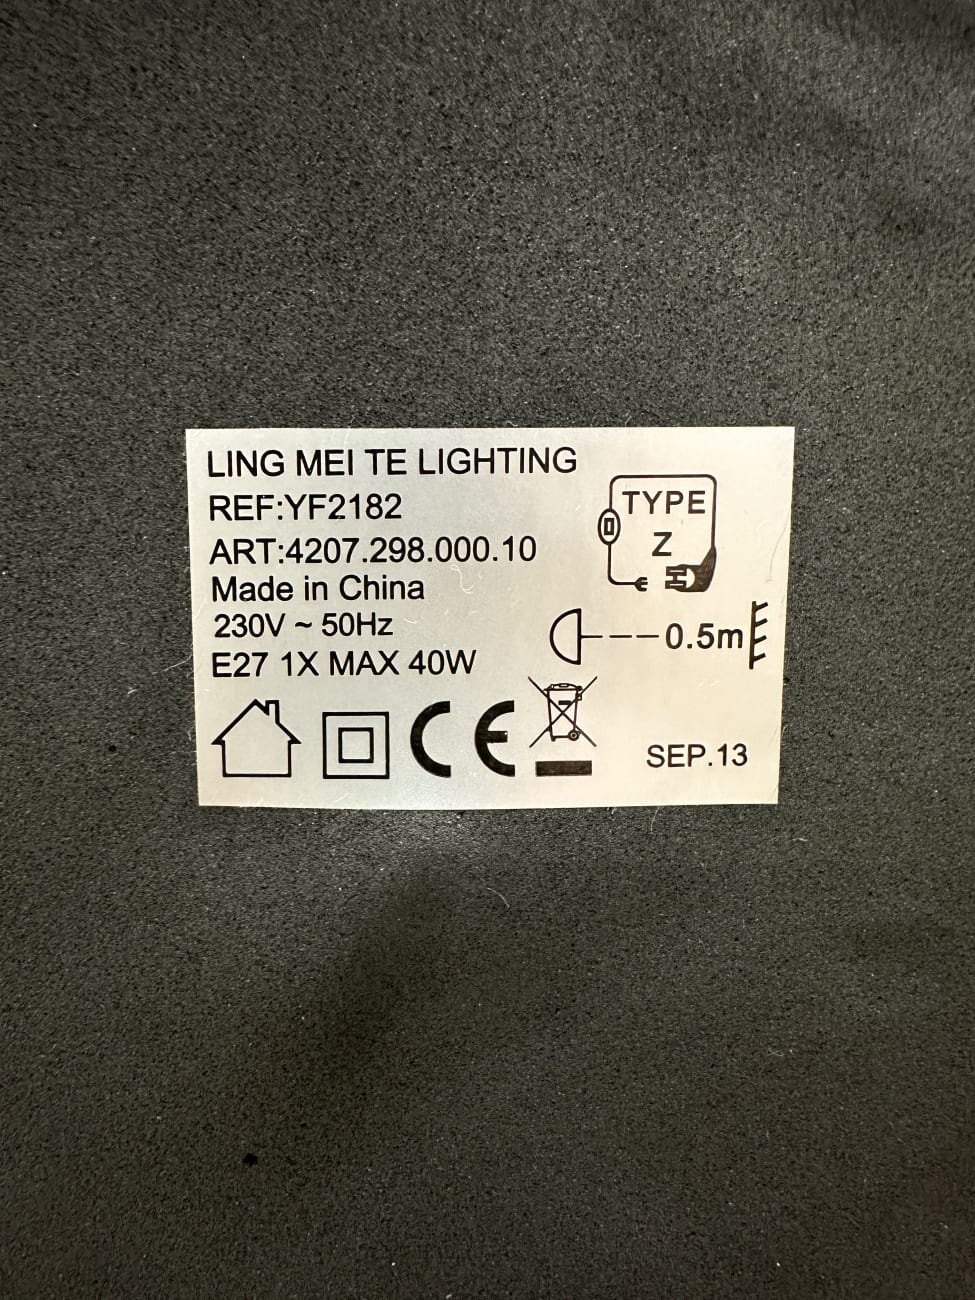 LING MEI TE LIGHTING
REF:YF2182
ART:4207.298.000.10
Made in China
230V ~ 50Hz
E27 1X MAX 40W
TYPE
Z
0.5m
CE
SEP.13